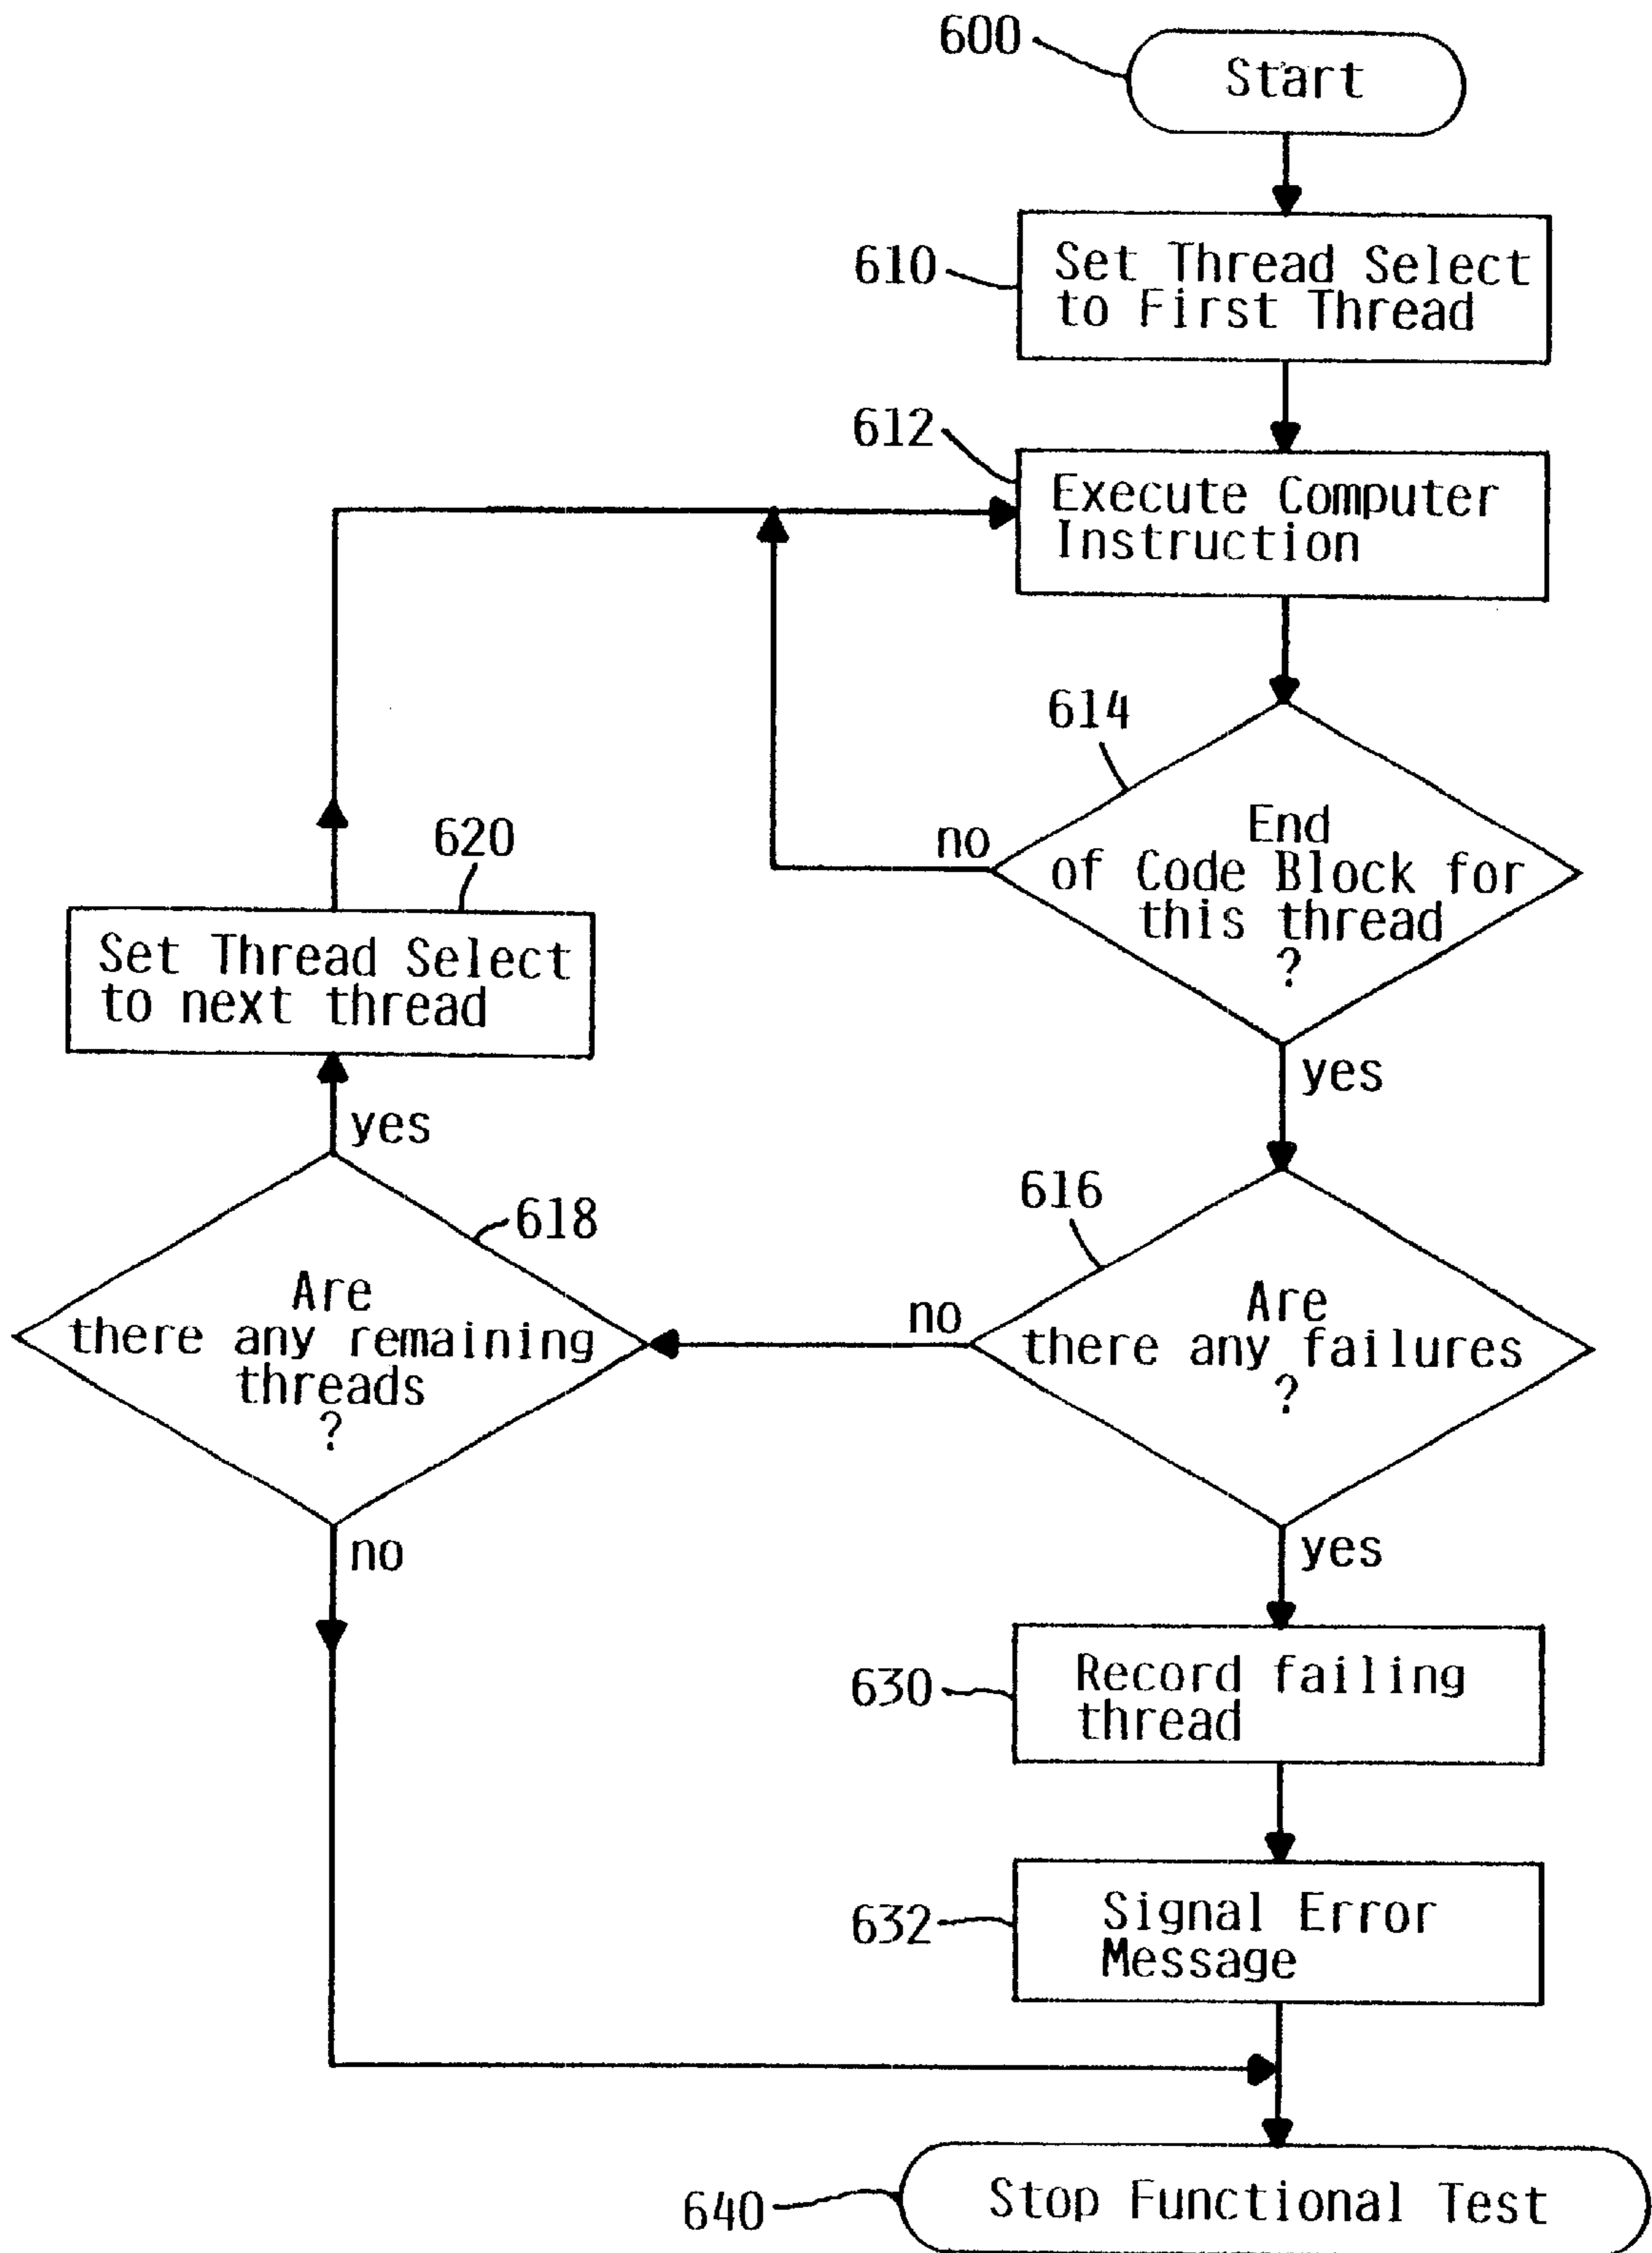 600
Start
610
Set Thread Select
to First Thread
612
Execute Computer
Instruction
614
End
of Code Block for
this thread
?
no
yes
620
Set Thread Select
to next thread
yes
618
Are
there any remaining
threads
?
no
616
Are
there any failures
?
no
yes
630
Record failing
thread
632
Signal Error
Message
640
Stop Functional Test